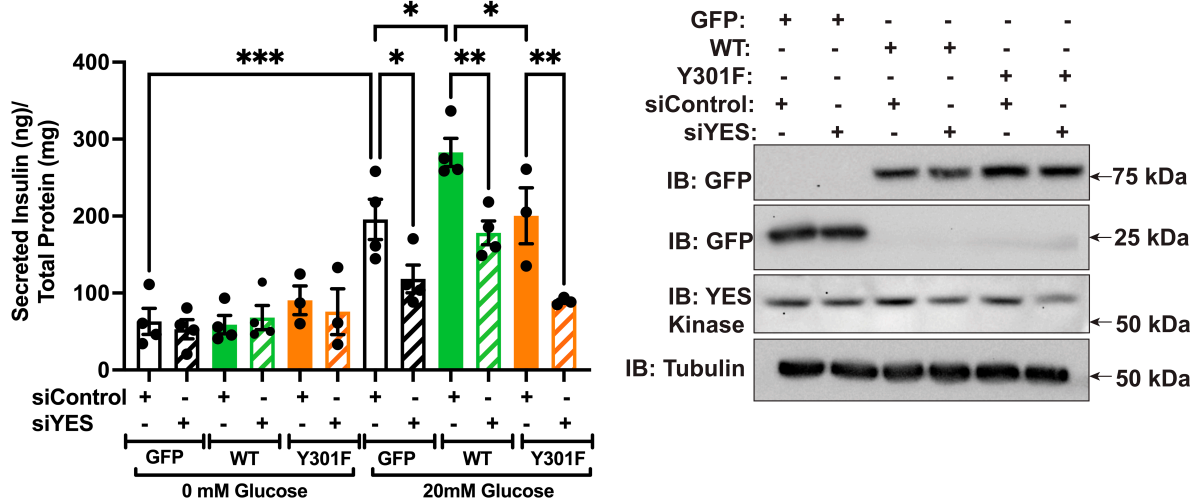 * *
*** * ** **
Secreted Insulin (ng)/
Total Protein (mg)
400
300
200
100
0
siControl + - + - + - + - + - + -
siYES - + - + - + - + - + - +
GFP WT Y301F GFP WT Y301F
0 mM Glucose 20mM Glucose
GFP: + + - - - -
WT: - - + + - -
Y301F: - - - - + +
siControl: + - + - + -
siYES: - + - + - +
IB: GFP ←75 kDa
IB: GFP ←25 kDa
IB: YES
Kinase ←50 kDa
IB: Tubulin ←50 kDa